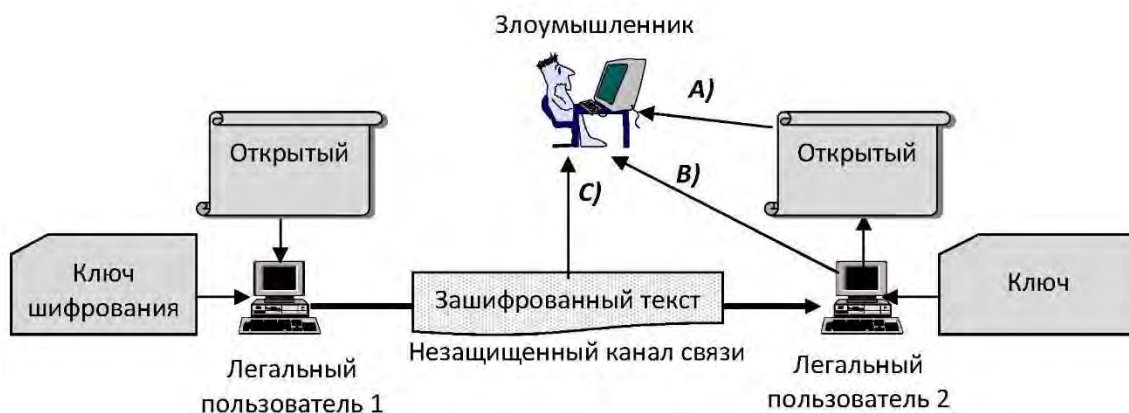 Злоумышленник
A)
Открытый
Открытый
B)
C)
Ключ
шифрования
Зашифрованный текст
Ключ
Незащищенный канал связи
Легальный
пользователь 1
Легальный
пользователь 2